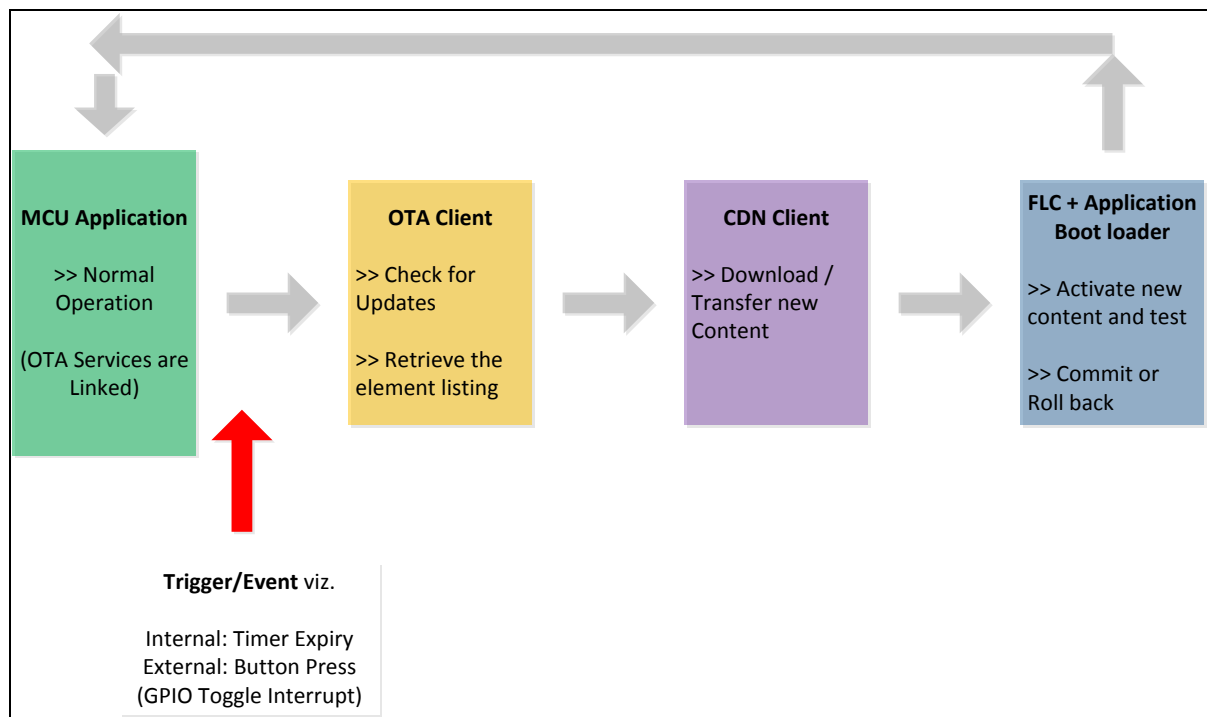 MCU Application
>> Normal
Operation
(OTA Services are
Linked)
OTA Client
>> Check for
Updates
>> Retrieve the
element listing
CDN Client
>> Download /
Transfer new
Content
FLC + Application
Boot loader
>> Activate new
content and test
>> Commit or
Roll back
Trigger/Event viz.
Internal: Timer Expiry
External: Button Press
(GPIO Toggle Interrupt)